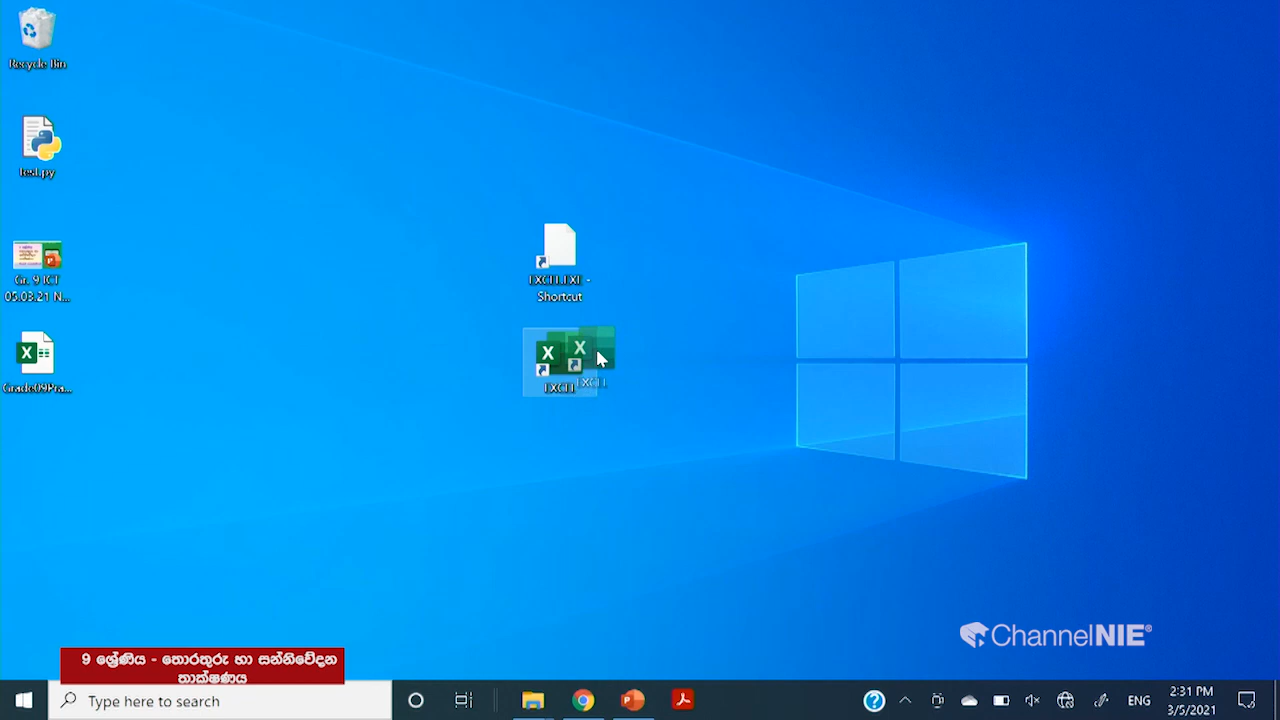 Recycle Bin
test.py
Gr. 9 ICT
05.03.21 N...
Grade09Pra...
EXCEL.EXE -
Shortcut
EXCEL
EXCEL
ChannelNIE®
9 ශ්‍රේණිය - තොරතුරු හා සන්නිවේදන
තාක්ෂණය
Type here to search
ENG
2:31 PM
3/5/2021